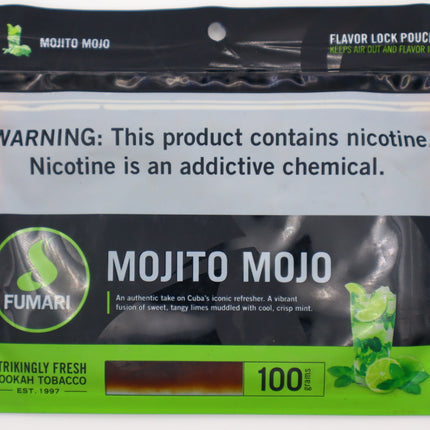 MOJITO MOJO
FLAVOR LOCK POUCH
KEEPS AIR OUT AND FLAVOR I
WARNING: This product contains nicotine.
Nicotine is an addictive chemical.
FUMARI
MOJITO MOJO
An authentic take on Cuba's iconic refresher. A vibrant
fusion of sweet, tangy limes muddled with cool, crisp mint.
TRIKINGLY FRESH
OOKAH TOBACCO
EST. 1997
100 grams